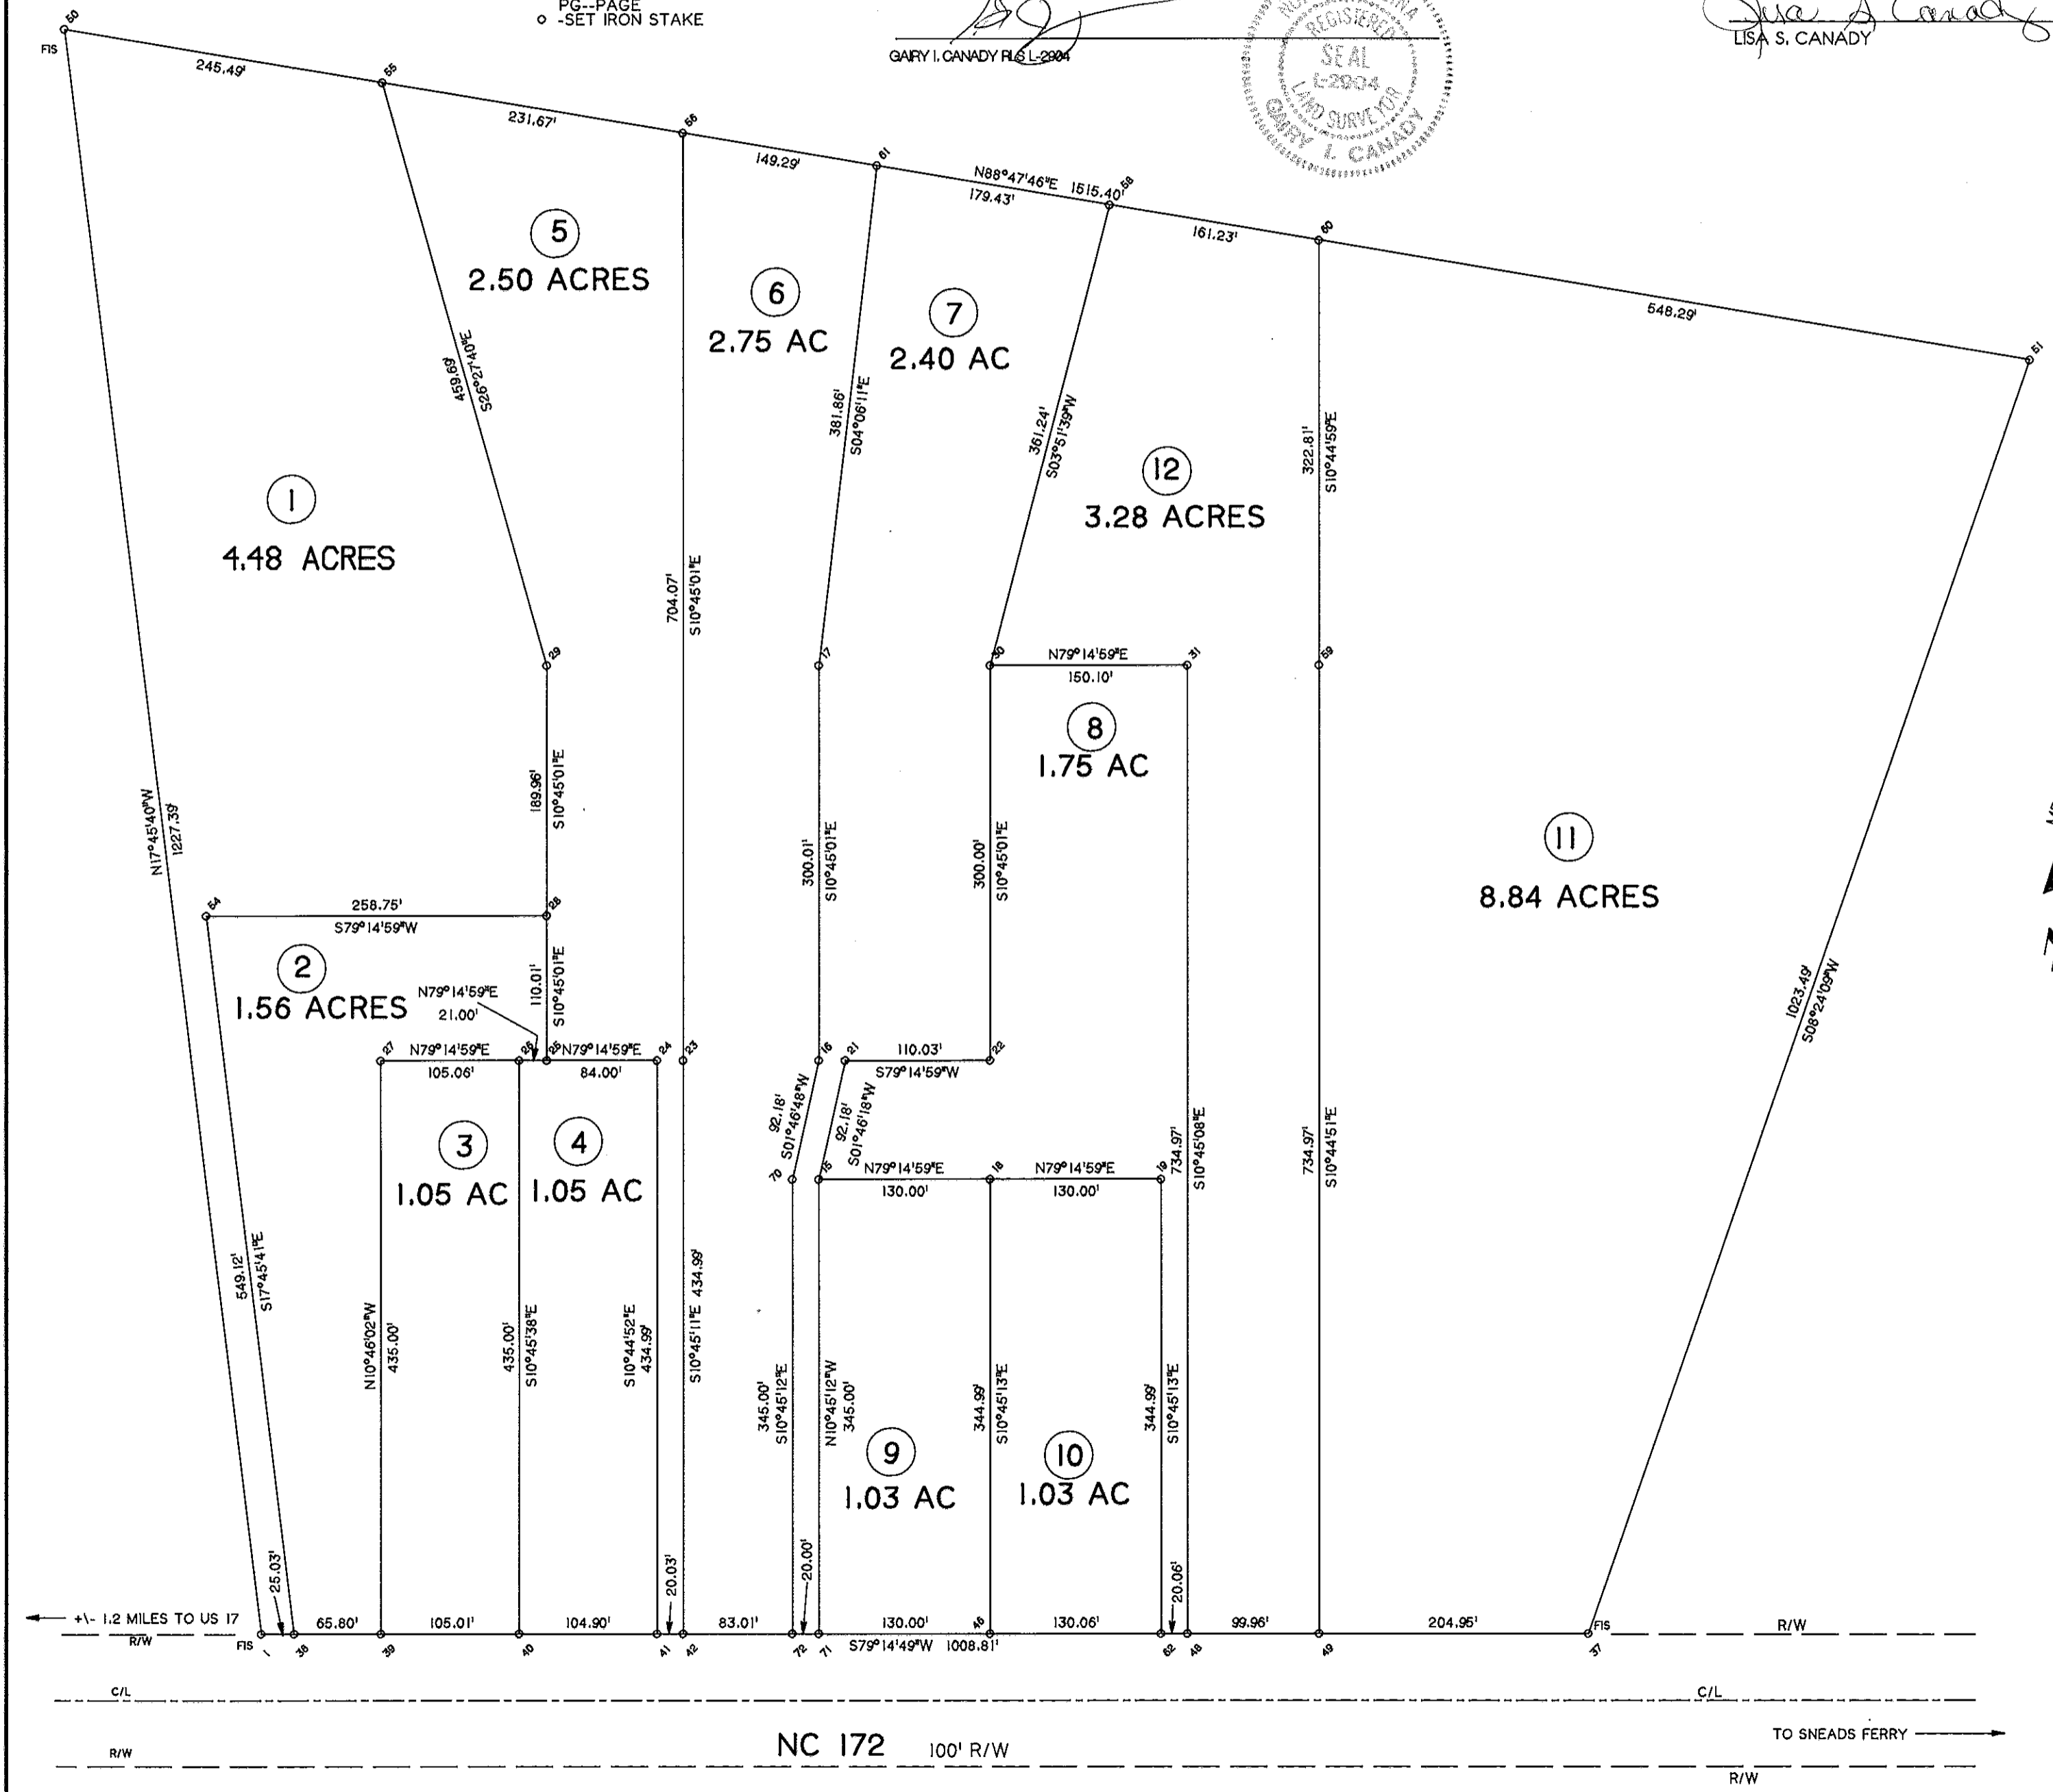 PG--PAGE
o -SET IRON STAKE
GAIRY I. CANADY RLS L-2904
REGISTERED
SEAL
L-2904
LAND SURVEYOR
GAIRY I. CANADY
LISA S. CANADY
50
FIS
245.49'
55
231.67'
56
149.29'
61
N88°47'46"E 1515.40'
179.43'
58
161.23'
60
548.29'
51
5
2.50 ACRES
6
2.75 AC
7
2.40 AC
459.69'
S26°27'40"E
381.86'
S04°06'11"E
361.24'
S03°51'39"W
322.81'
S10°44'59"E
12
3.28 ACRES
1
4.48 ACRES
704.07'
S10°45'01"E
29
17
30
N79°14'59"E
150.10'
31
59
8
1.75 AC
189.96'
S10°45'01"E
N17°45'40"W
1227.39'
300.01'
S10°45'01"E
300.00'
S10°45'01"E
11
8.84 ACRES
54
258.75'
S79°14'59"W
28
2
1.56 ACRES
N79°14'59"E
21.00'
110.01'
S10°45'01"E
1023.49'
S08°24'09"W
27
N79°14'59"E
105.06'
26
25
N79°14'59"E
84.00'
24
23
16
21
110.03'
S79°14'59"W
22
92.18'
S01°46'48"W
92.18'
S01°46'18"W
734.97'
S10°45'08"E
734.97'
S10°44'51"E
3
1.05 AC
4
1.05 AC
70
15
N79°14'59"E
130.00'
18
N79°14'59"E
130.00'
19
549.12'
S17°45'41"E
N10°46'02"W
435.00'
435.00'
S10°45'38"E
S10°44'52"E
434.99'
S10°45'11"E 434.99'
345.00'
S10°45'12"E
N10°45'12"W
345.00'
344.99'
S10°45'13"E
344.99'
S10°45'13"E
9
1.03 AC
10
1.03 AC
25.03'
20.03'
20.00'
20.06'
+\- 1.2 MILES TO US 17
R/W
FIS
1
38
65.80'
39
105.01'
40
104.90'
41
42
83.01'
72
71
130.00'
46
S79°14'49"W 1008.81'
130.06'
62
48
99.96'
49
204.95'
FIS
37
R/W
C/L
C/L
NC 172 100' R/W
TO SNEADS FERRY
R/W
R/W